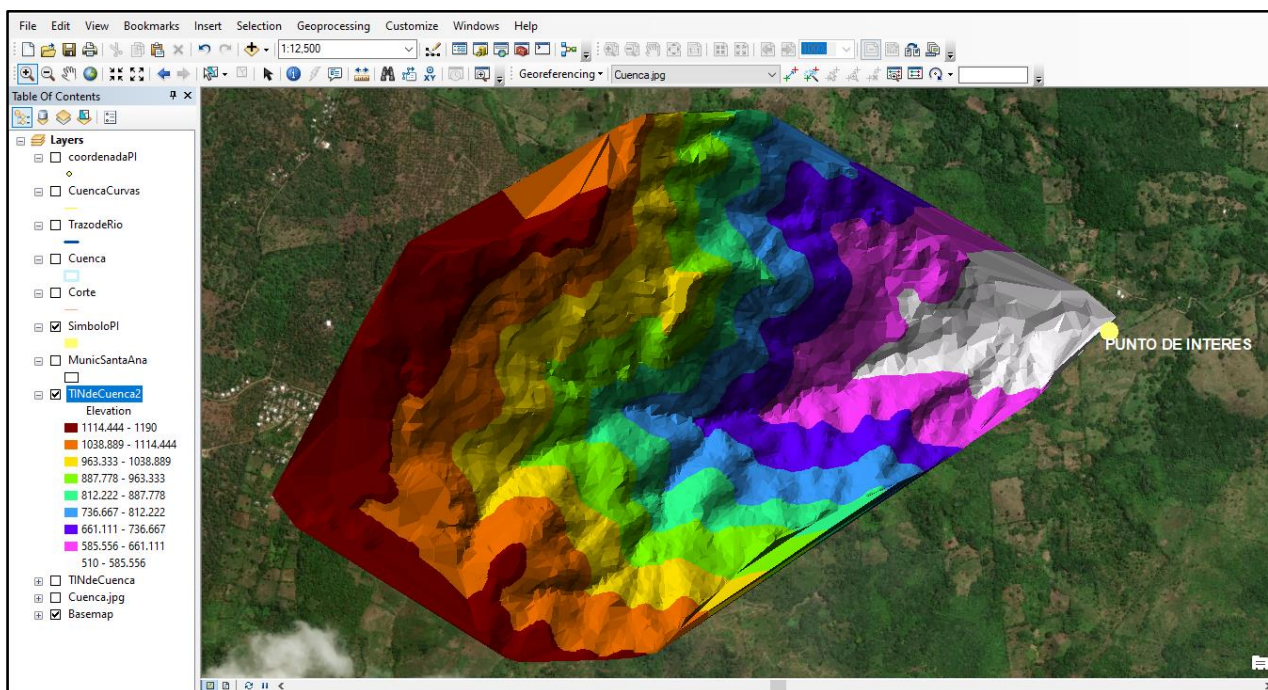 File Edit View Bookmarks Insert Selection Geoprocessing Customize Windows Help
1:12,500
Georeferencing Cuenca.jpg
Table Of Contents
Layers
coordenadaPI
CuencaCurvas
TrazodeRio
Cuenca
Corte
SimboloPI
MunicSantaAna
TINdeCuenca2
Elevation
1114.444 - 1190
1038.889 - 1114.444
963.333 - 1038.889
887.778 - 963.333
812.222 - 887.778
736.667 - 812.222
661.111 - 736.667
585.556 - 661.111
510 - 585.556
TINdeCuenca
Cuenca.jpg
Basemap
PUNTO DE INTERES